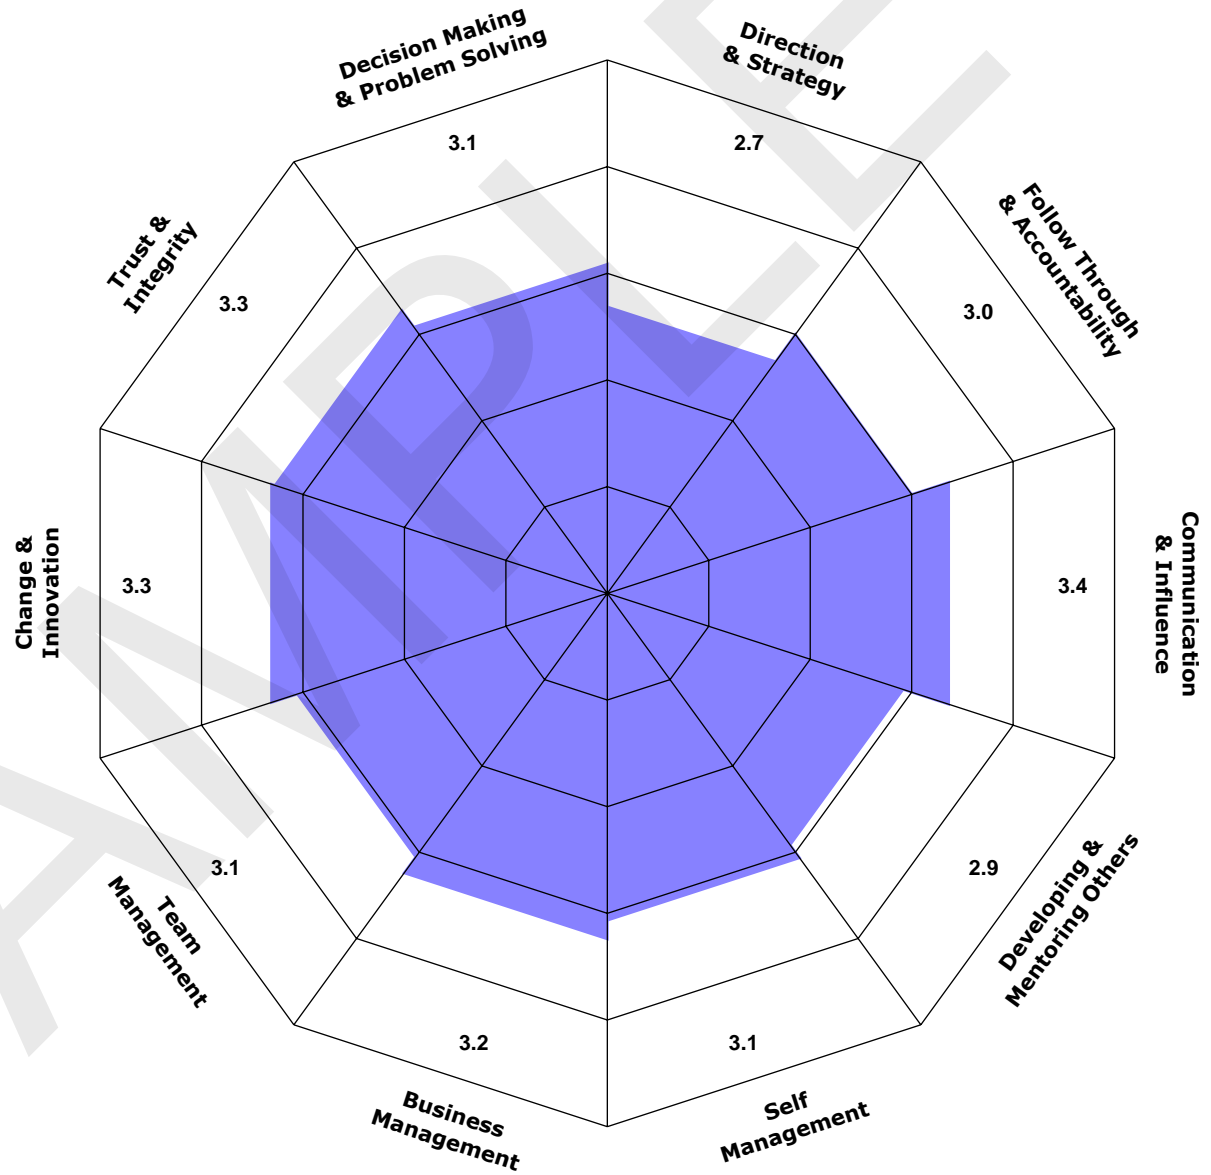 Decision Making
& Problem Solving
3.1
Direction
& Strategy
2.7
Follow Through
& Accountability
3.0
Communication
& Influence
3.4
Developing &
Mentoring Others
2.9
Self
Management
3.1
Business
Management
3.2
Team
Management
3.1
Change &
Innovation
3.3
Trust &
Integrity
3.3
AMPLE